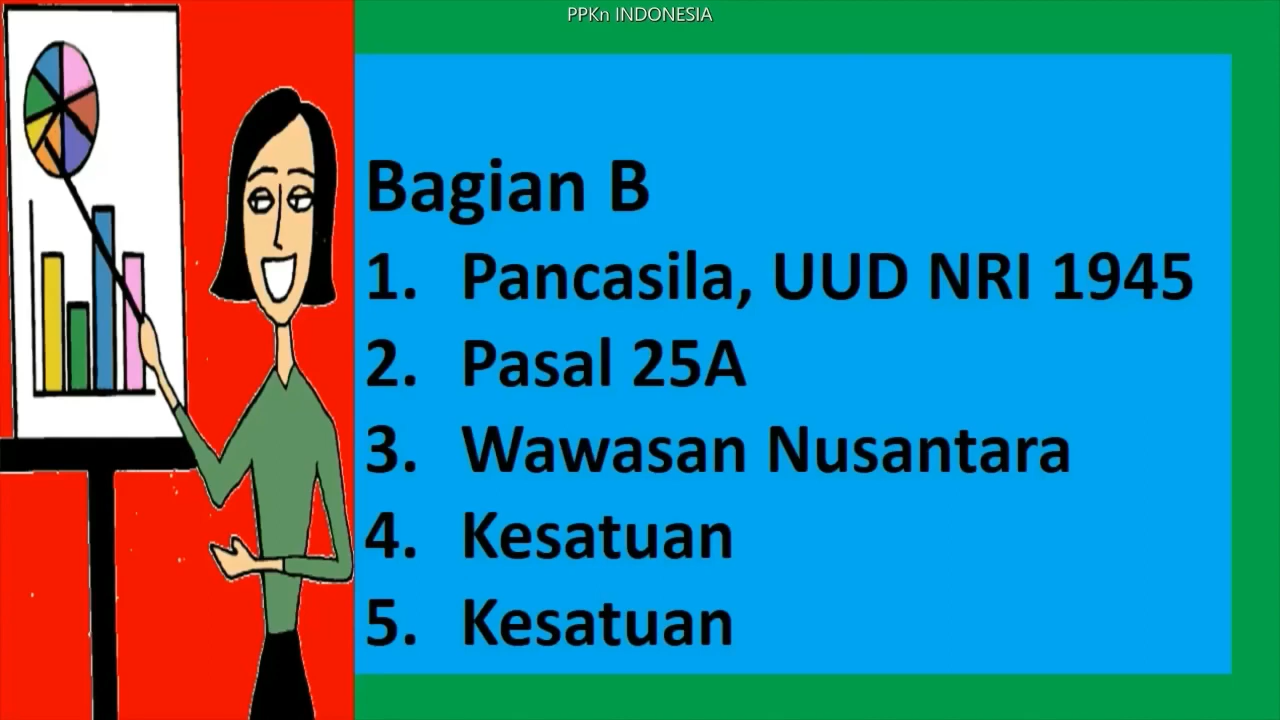 PPKn INDONESIA
Bagian B
1. Pancasila, UUD NRI 1945
2. Pasal 25A
3. Wawasan Nusantara
4. Kesatuan
5. Kesatuan